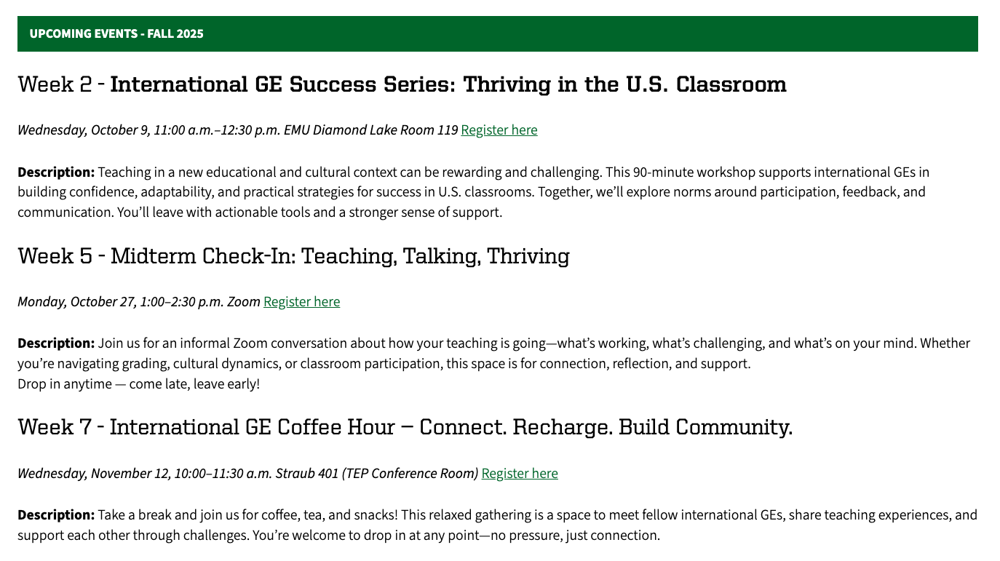 UPCOMING EVENTS - FALL 2025
Week 2 - International GE Success Series: Thriving in the U.S. Classroom
Wednesday, October 9, 11:00 a.m.–12:30 p.m. EMU Diamond Lake Room 119 Register here
Description: Teaching in a new educational and cultural context can be rewarding and challenging. This 90-minute workshop supports international GEs in
building confidence, adaptability, and practical strategies for success in U.S. classrooms. Together, we’ll explore norms around participation, feedback, and
communication. You’ll leave with actionable tools and a stronger sense of support.
Week 5 - Midterm Check-In: Teaching, Talking, Thriving
Monday, October 27, 1:00–2:30 p.m. Zoom Register here
Description: Join us for an informal Zoom conversation about how your teaching is going—what’s working, what’s challenging, and what’s on your mind. Whether
you’re navigating grading, cultural dynamics, or classroom participation, this space is for connection, reflection, and support.
Drop in anytime — come late, leave early!
Week 7 - International GE Coffee Hour – Connect. Recharge. Build Community.
Wednesday, November 12, 10:00–11:30 a.m. Straub 401 (TEP Conference Room) Register here
Description: Take a break and join us for coffee, tea, and snacks! This relaxed gathering is a space to meet fellow international GEs, share teaching experiences, and
support each other through challenges. You’re welcome to drop in at any point—no pressure, just connection.